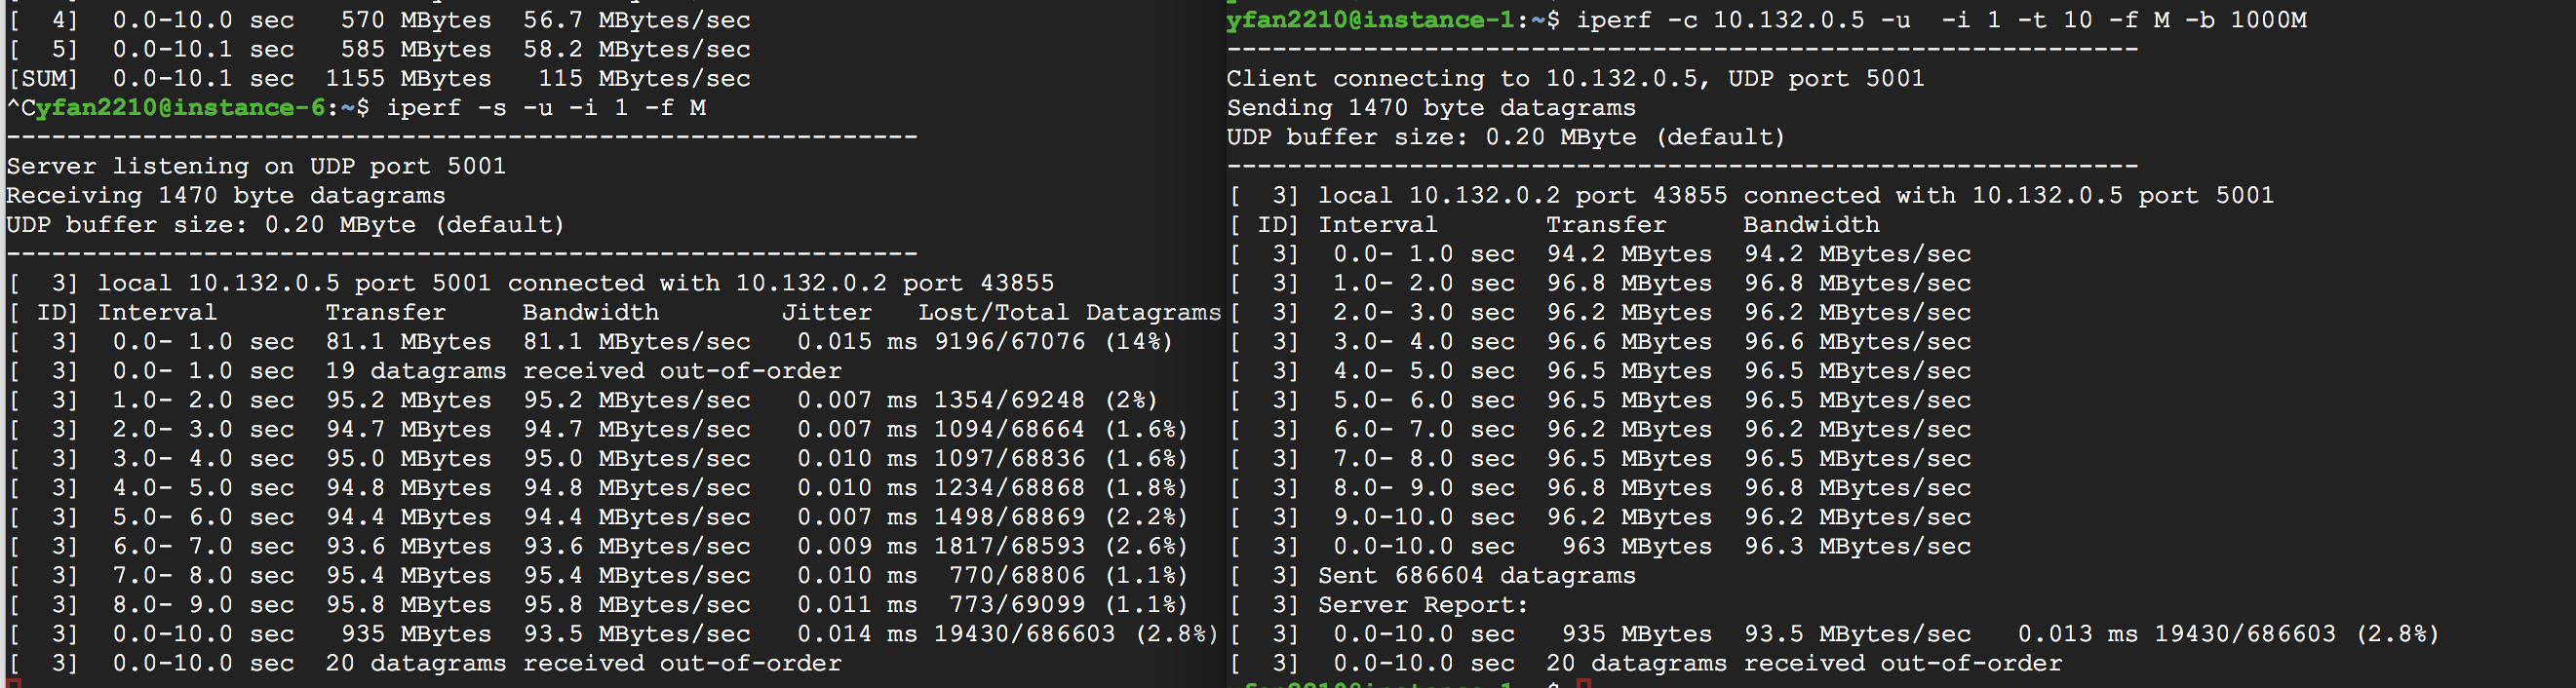 [  4]  0.0-10.0 sec   570 MBytes  56.7 MBytes/sec
[  5]  0.0-10.1 sec   585 MBytes  58.2 MBytes/sec
[SUM]  0.0-10.1 sec  1155 MBytes   115 MBytes/sec
^Cyfan2210@instance-6:~$ iperf -s -u -i 1 -f M
------------------------------------------------------------
Server listening on UDP port 5001
Receiving 1470 byte datagrams
UDP buffer size: 0.20 MByte (default)
------------------------------------------------------------
[  3] local 10.132.0.5 port 5001 connected with 10.132.0.2 port 43855
[ ID] Interval       Transfer     Bandwidth        Jitter   Lost/Total Datagrams
[  3]  0.0- 1.0 sec  81.1 MBytes  81.1 MBytes/sec   0.015 ms 9196/67076 (14%)
[  3]  0.0- 1.0 sec  19 datagrams received out-of-order
[  3]  1.0- 2.0 sec  95.2 MBytes  95.2 MBytes/sec   0.007 ms 1354/69248 (2%)
[  3]  2.0- 3.0 sec  94.7 MBytes  94.7 MBytes/sec   0.007 ms 1094/68664 (1.6%)
[  3]  3.0- 4.0 sec  95.0 MBytes  95.0 MBytes/sec   0.010 ms 1097/68836 (1.6%)
[  3]  4.0- 5.0 sec  94.8 MBytes  94.8 MBytes/sec   0.010 ms 1234/68868 (1.8%)
[  3]  5.0- 6.0 sec  94.4 MBytes  94.4 MBytes/sec   0.007 ms 1498/68869 (2.2%)
[  3]  6.0- 7.0 sec  93.6 MBytes  93.6 MBytes/sec   0.009 ms 1817/68593 (2.6%)
[  3]  7.0- 8.0 sec  95.4 MBytes  95.4 MBytes/sec   0.010 ms  770/68806 (1.1%)
[  3]  8.0- 9.0 sec  95.8 MBytes  95.8 MBytes/sec   0.011 ms  773/69099 (1.1%)
[  3]  0.0-10.0 sec   935 MBytes  93.5 MBytes/sec   0.014 ms 19430/686603 (2.8%)
[  3]  0.0-10.0 sec  20 datagrams received out-of-order
yfan2210@instance-1:~$ iperf -c 10.132.0.5 -u  -i 1 -t 10 -f M -b 1000M
------------------------------------------------------------
Client connecting to 10.132.0.5, UDP port 5001
Sending 1470 byte datagrams
UDP buffer size: 0.20 MByte (default)
------------------------------------------------------------
[  3] local 10.132.0.2 port 43855 connected with 10.132.0.5 port 5001
[ ID] Interval       Transfer     Bandwidth
[  3]  0.0- 1.0 sec  94.2 MBytes  94.2 MBytes/sec
[  3]  1.0- 2.0 sec  96.8 MBytes  96.8 MBytes/sec
[  3]  2.0- 3.0 sec  96.2 MBytes  96.2 MBytes/sec
[  3]  3.0- 4.0 sec  96.6 MBytes  96.6 MBytes/sec
[  3]  4.0- 5.0 sec  96.5 MBytes  96.5 MBytes/sec
[  3]  5.0- 6.0 sec  96.5 MBytes  96.5 MBytes/sec
[  3]  6.0- 7.0 sec  96.2 MBytes  96.2 MBytes/sec
[  3]  7.0- 8.0 sec  96.5 MBytes  96.5 MBytes/sec
[  3]  8.0- 9.0 sec  96.8 MBytes  96.8 MBytes/sec
[  3]  9.0-10.0 sec  96.2 MBytes  96.2 MBytes/sec
[  3]  0.0-10.0 sec   963 MBytes  96.3 MBytes/sec
[  3] Sent 686604 datagrams
[  3] Server Report:
[  3]  0.0-10.0 sec   935 MBytes  93.5 MBytes/sec   0.013 ms 19430/686603 (2.8%)
[  3]  0.0-10.0 sec  20 datagrams received out-of-order